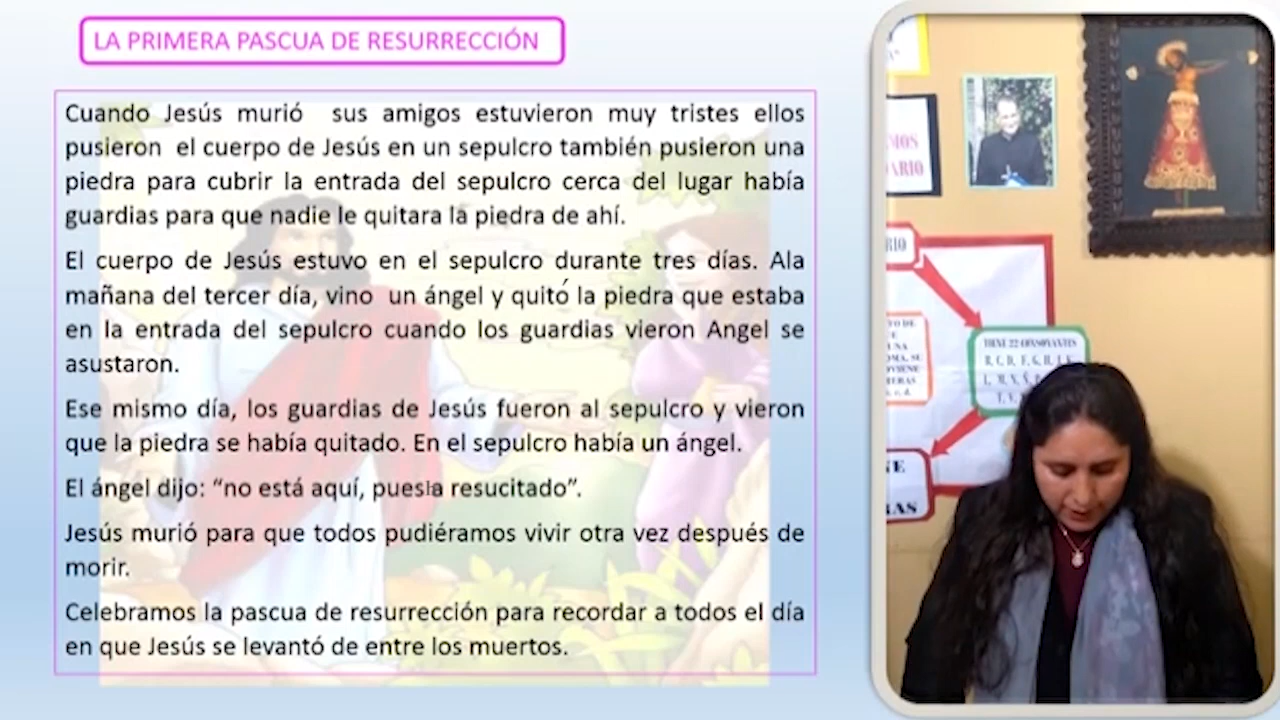 LA PRIMERA PASCUA DE RESURRECCIÓN
Cuando Jesús murió sus amigos estuvieron muy tristes ellos
pusieron el cuerpo de Jesús en un sepulcro también pusieron una
piedra para cubrir la entrada del sepulcro cerca del lugar había
guardias para que nadie le quitara la piedra de ahí.
El cuerpo de Jesús estuvo en el sepulcro durante tres días. Ala
mañana del tercer día, vino un ángel y quitó la piedra que estaba
en la entrada del sepulcro cuando los guardias vieron Angel se
asustaron.
Ese mismo día, los guardias de Jesús fueron al sepulcro y vieron
que la piedra se había quitado. En el sepulcro había un ángel.
El ángel dijo: “no está aquí, pues a resucitado”.
Jesús murió para que todos pudiéramos vivir otra vez después de
morir.
Celebramos la pascua de resurrección para recordar a todos el día
en que Jesús se levantó de entre los muertos.
MOS
ARIO
RIO
TIENE 22 CONSONANTES
B, C, D, F, G, H, J, K
L, M, N, Ñ,
T, V,
NE
RAS